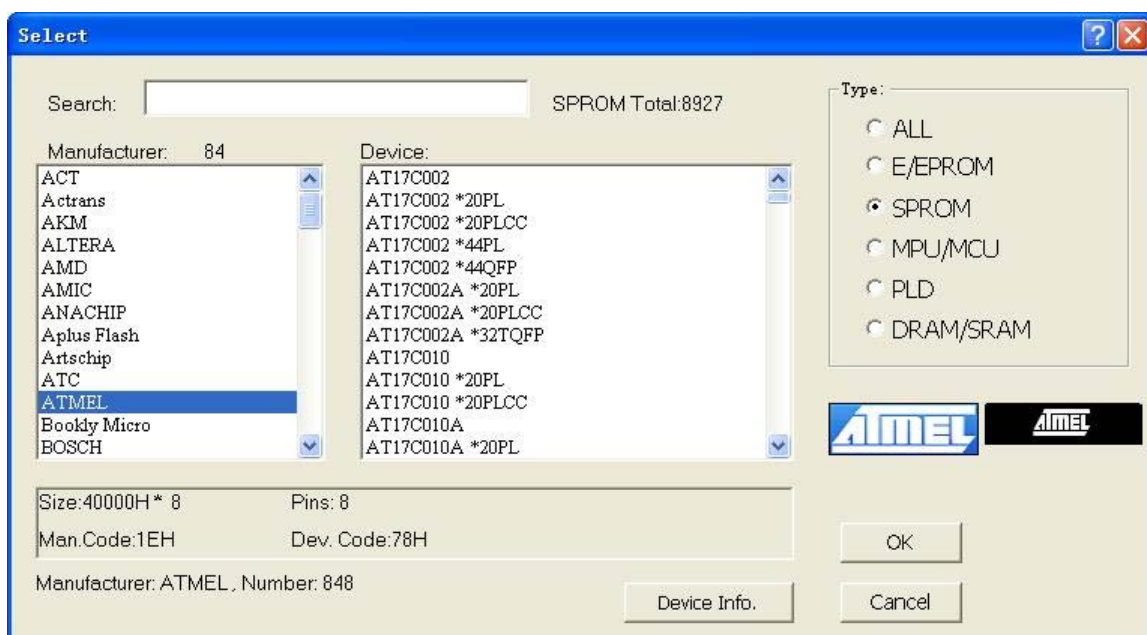 Select
Search:
SPROM Total:8927
Manufacturer: 84
ACT
Actrans
AKM
ALTERA
AMD
AMIC
ANACHIP
Aplus Flash
Artschip
ATC
ATMEL
Bookly Micro
BOSCH
Device:
AT17C002
AT17C002 *20PL
AT17C002 *20PLCC
AT17C002 *44PL
AT17C002 *44QFP
AT17C002A *20PL
AT17C002A *20PLCC
AT17C002A *32TQFP
AT17C010
AT17C010 *20PL
AT17C010 *20PLCC
AT17C010A
AT17C010A *20PL
Type:
ALL
E/EPROM
SPROM
MPU/MCU
PLD
DRAM/SRAM
ATMEL
ATMEL
Size:40000H * 8 Pins: 8
Man.Code:1EH Dev. Code:78H
Manufacturer: ATMEL , Number: 848
Device Info.
OK
Cancel